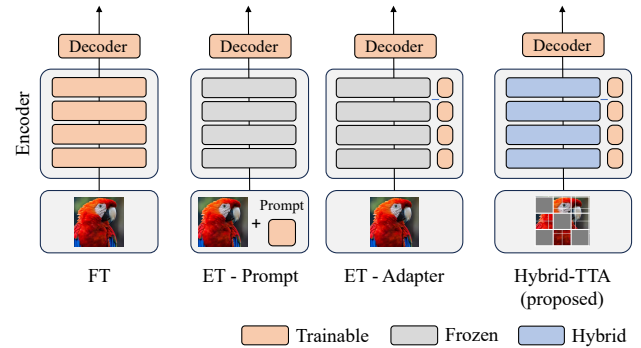 Decoder
Decoder
Decoder
Decoder
Encoder
Prompt
+
FT
ET - Prompt
ET - Adapter
Hybrid-TTA
(proposed)
Trainable
Frozen
Hybrid